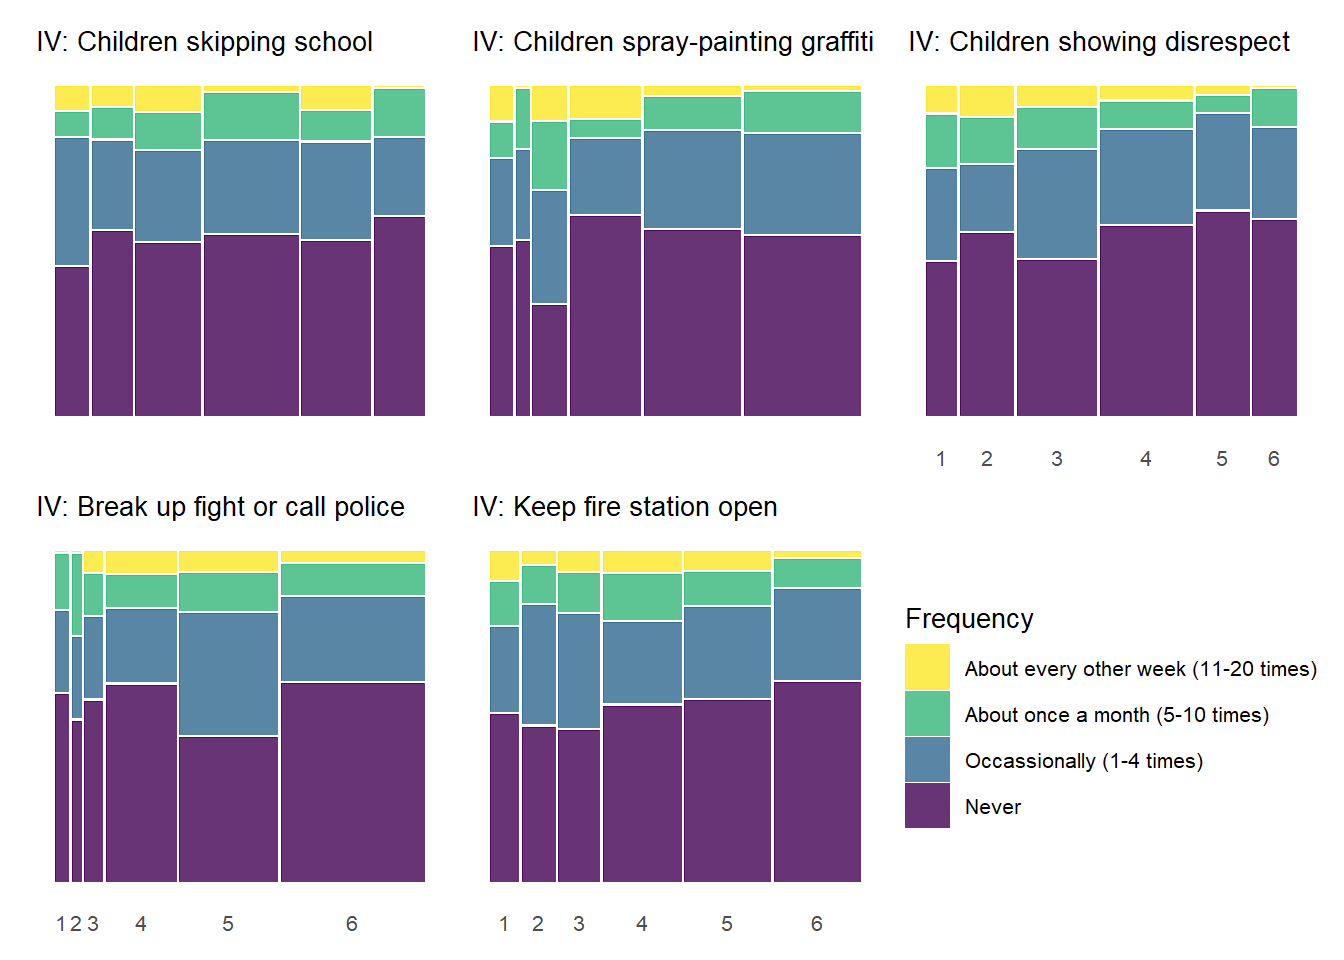 IV: Children skipping school
IV: Children spray-painting graffiti
IV: Children showing disrespect
1 2 3 4 5 6
IV: Break up fight or call police
IV: Keep fire station open
1 2 3 4 5 6
1 2 3 4 5 6
Frequency
About every other week (11-20 times)
About once a month (5-10 times)
Occassionally (1-4 times)
Never